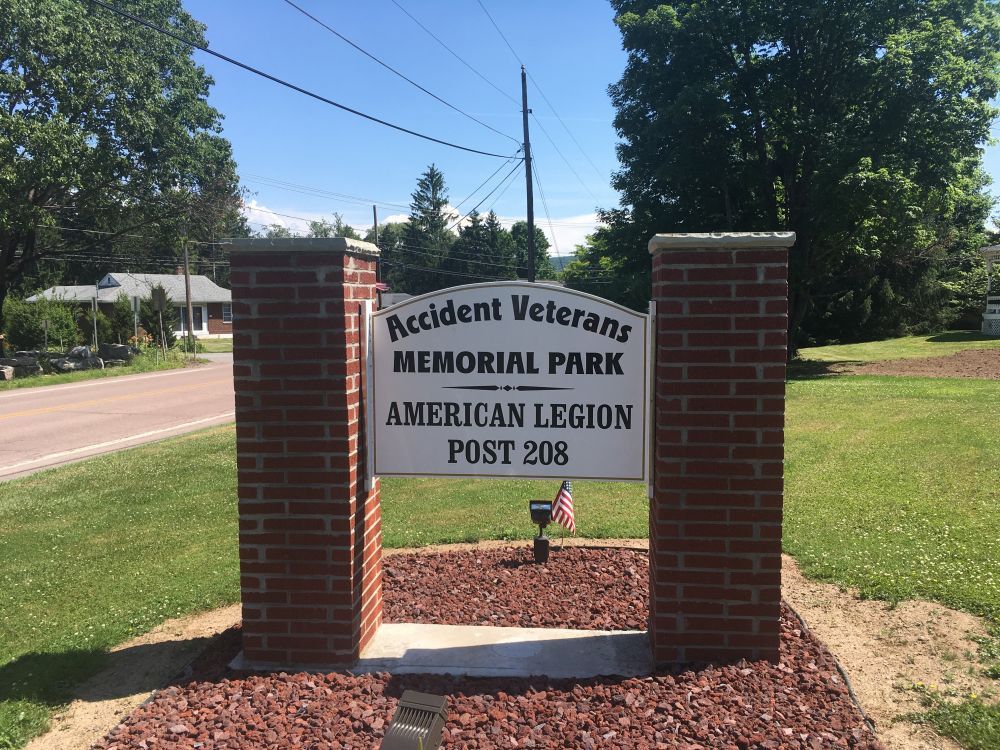 Accident Veterans
MEMORIAL PARK
AMERICAN LEGION
POST 208